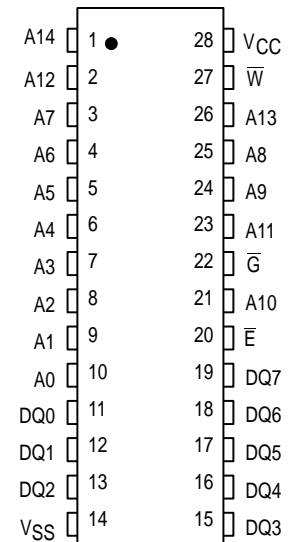 A14 1 28 VCC
A12 2 27 W̅
A7 3 26 A13
A6 4 25 A8
A5 5 24 A9
A4 6 23 A11
A3 7 22 G̅
A2 8 21 A10
A1 9 20 E̅
A0 10 19 DQ7
DQ0 11 18 DQ6
DQ1 12 17 DQ5
DQ2 13 16 DQ4
VSS 14 15 DQ3